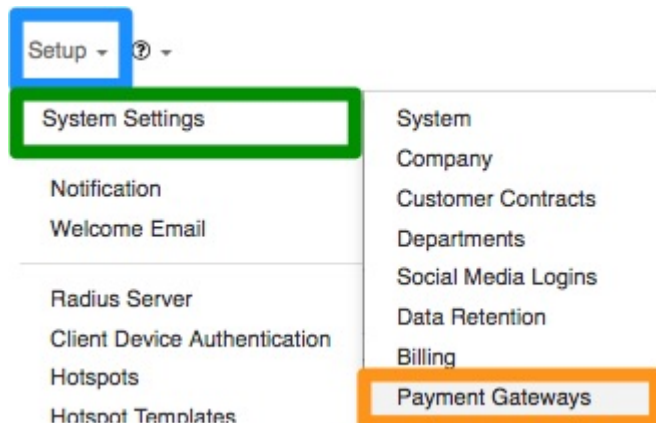 Setup
System Settings
Notification
Welcome Email
Radius Server
Client Device Authentication
Hotspots
Hotspot Templates
System
Company
Customer Contracts
Departments
Social Media Logins
Data Retention
Billing
Payment Gateways